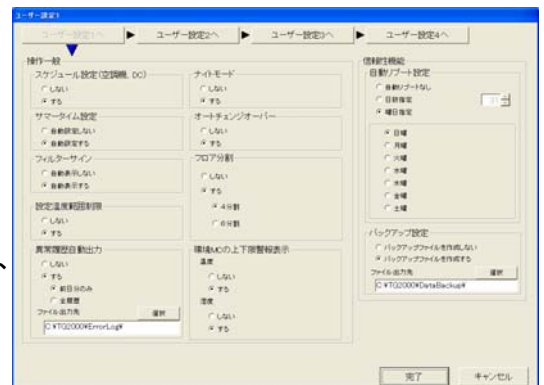 ユーザー設定1
ユーザー設定1へ
ユーザー設定2へ
ユーザー設定3へ
ユーザー設定4へ
操作一般
スケジュール設定(空調機、DC)
しない
する
サマータイム設定
自動設定しない
自動設定する
フィルターサイン
自動表示しない
自動表示する
設定温度範囲制限
しない
する
異常履歴自動出力
しない
する
前日分のみ
全履歴
ファイル出力先
選択
C:¥TG2000¥ErrorLog¥
ナイトモード
しない
する
オートチェンジオーバー
しない
する
フロア分割
しない
する
4分割
6分割
環境MCの上下限警報表示
温度
しない
する
湿度
しない
する
信頼性機能
自動リブート設定
自動リブートなし
日数指定
曜日指定
日曜
月曜
火曜
水曜
木曜
金曜
土曜
バックアップ設定
バックアップファイルを作成しない
バックアップファイルを作成する
ファイル出力先
選択
C:¥TG2000¥DataBackup¥
完了
キャンセル